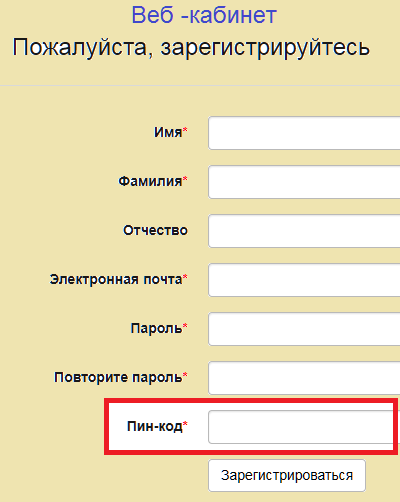 Веб -кабинет
Пожалуйста, зарегистрируйтесь
Имя*
Фамилия*
Отчество
Электронная почта*
Пароль*
Повторите пароль*
Пин-код*
Зарегистрироваться